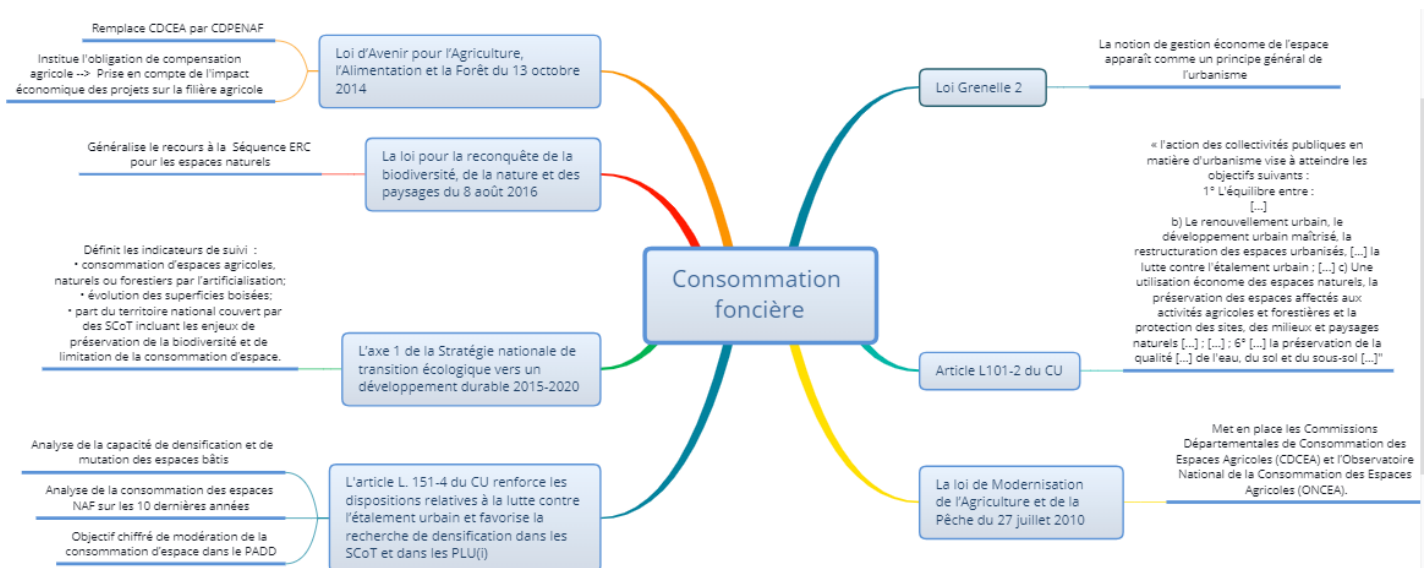 Consommation
foncière
Loi Grenelle 2
La notion de gestion économe de l'espace
apparaît comme un principe général de
l'urbanisme
Article L101-2 du CU
« l'action des collectivités publiques en
matière d'urbanisme vise à atteindre les
objectifs suivants :
1° L'équilibre entre :
[...]
b) Le renouvellement urbain, le
développement urbain maîtrisé, la
restructuration des espaces urbanisés, [...] la
lutte contre l'étalement urbain ; [...] c) Une
utilisation économe des espaces naturels, la
préservation des espaces affectés aux
activités agricoles et forestières et la
protection des sites, des milieux et paysages
naturels [...] ; [...] ; 6° [...] la préservation de la
qualité [...] de l'eau, du sol et du sous-sol [...]"
La loi de Modernisation
de l'Agriculture et de la
Pêche du 27 juillet 2010
Met en place les Commissions
Départementales de Consommation des
Espaces Agricoles (CDCEA) et l'Observatoire
National de la Consommation des Espaces
Agricoles (ONCEA).
Loi d'Avenir pour l'Agriculture,
l'Alimentation et la Forêt du 13 octobre
2014
Remplace CDCEA par CDPENAF
Institue l'obligation de compensation
agricole --> Prise en compte de l'impact
économique des projets sur la filière agricole
La loi pour la reconquête de la
biodiversité, de la nature et des
paysages du 8 août 2016
Généralise le recours à la Séquence ERC
pour les espaces naturels
L'axe 1 de la Stratégie nationale de
transition écologique vers un
développement durable 2015-2020
Définit les indicateurs de suivi :
• consommation d'espaces agricoles,
naturels ou forestiers par l'artificialisation;
• évolution des superficies boisées;
• part du territoire national couvert par
des SCoT incluant les enjeux de
préservation de la biodiversité et de
limitation de la consommation d'espace.
L'article L. 151-4 du CU renforce les
dispositions relatives à la lutte contre
l'étalement urbain et favorise la
recherche de densification dans les
SCoT et dans les PLU(i)
Analyse de la capacité de densification et de
mutation des espaces bâtis
Analyse de la consommation des espaces
NAF sur les 10 dernières années
Objectif chiffré de modération de la
consommation d'espace dans le PADD